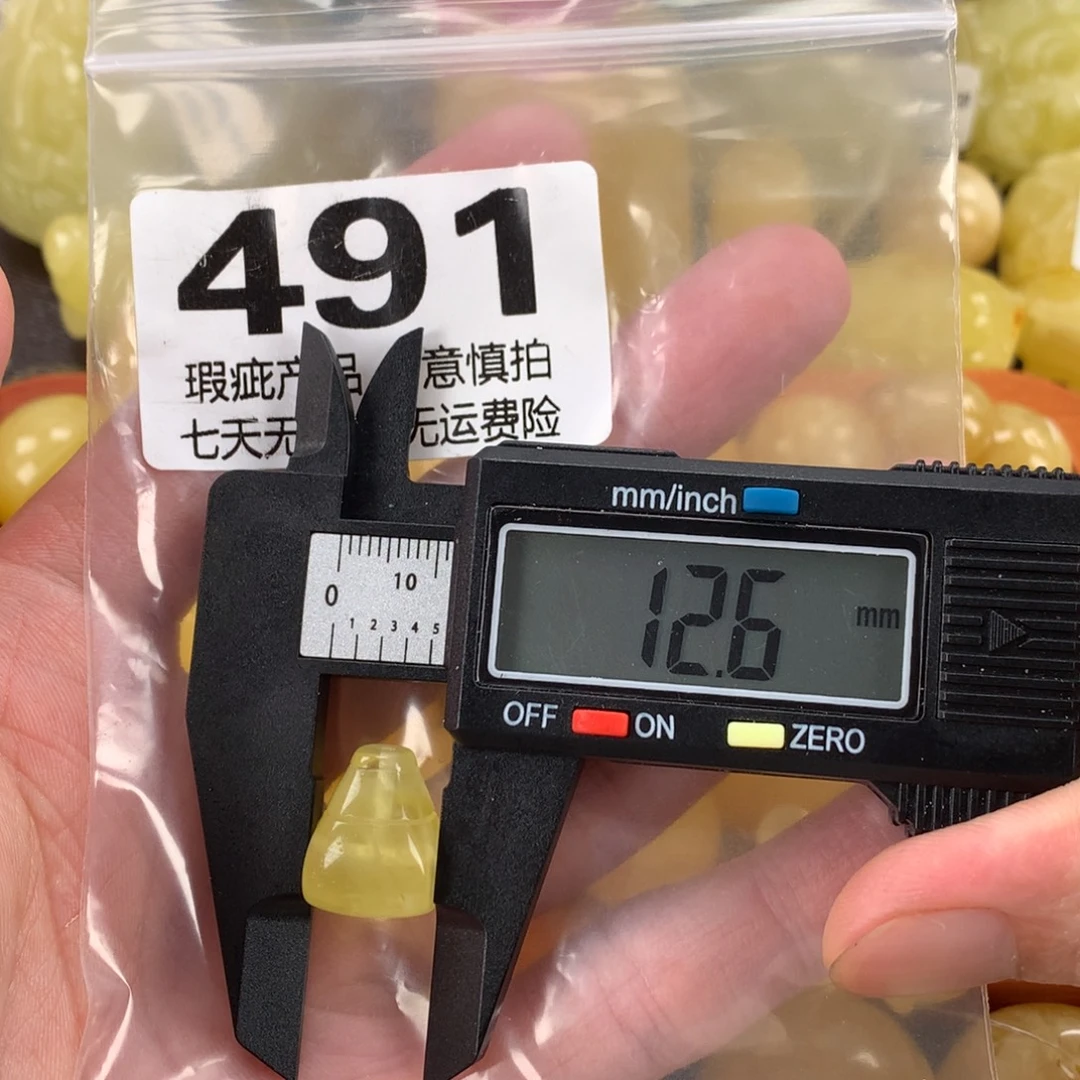 491
瑕疵产品 意慎拍
七天无 无运费险
mm/inch
12.6 mm
0 10
1 2 3 4 5
OFF ON ZERO